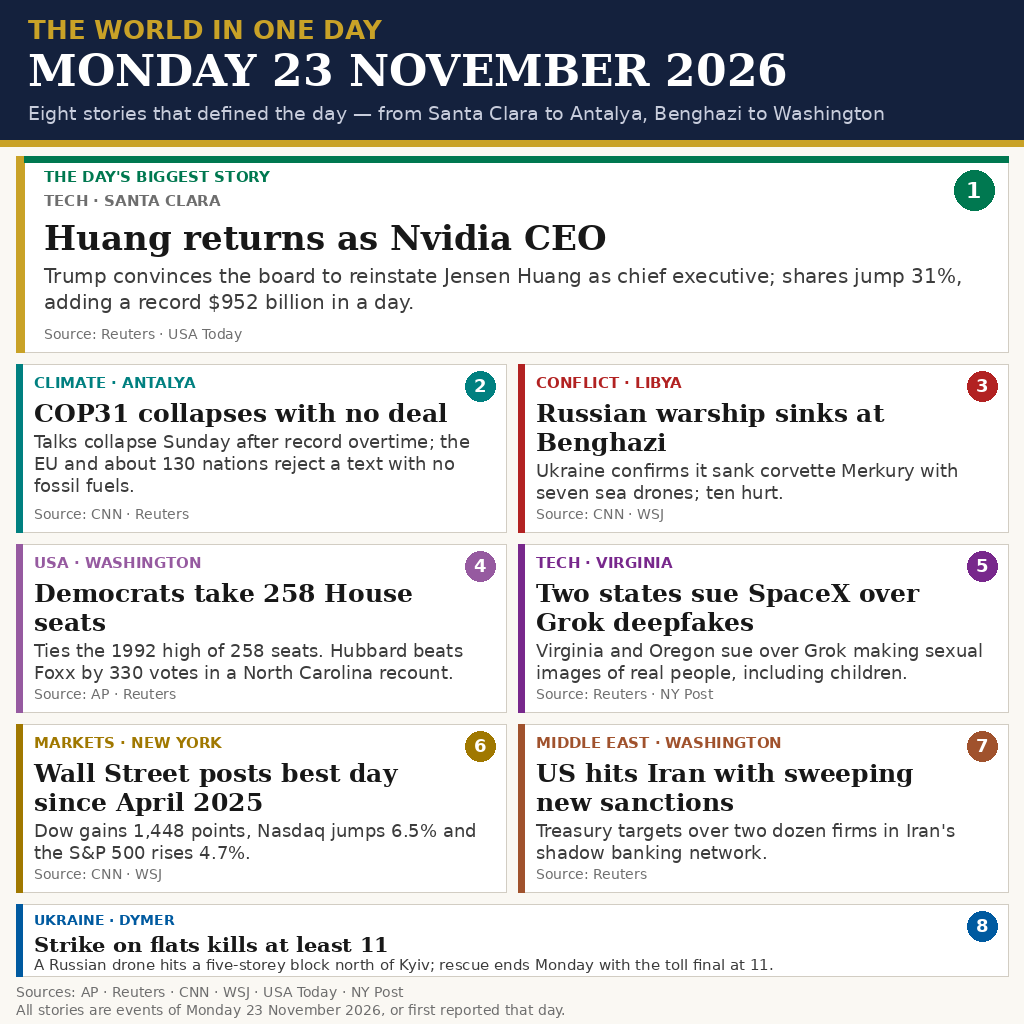 THE WORLD IN ONE DAY
MONDAY 23 NOVEMBER 2026
Eight stories that defined the day — from Santa Clara to Antalya, Benghazi to Washington
THE DAY'S BIGGEST STORY
TECH · SANTA CLARA
1
Huang returns as Nvidia CEO
Trump convinces the board to reinstate Jensen Huang as chief executive; shares jump 31%,
adding a record $952 billion in a day.
Source: Reuters · USA Today
CLIMATE · ANTALYA
2
COP31 collapses with no deal
Talks collapse Sunday after record overtime; the
EU and about 130 nations reject a text with no
fossil fuels.
Source: CNN · Reuters
CONFLICT · LIBYA
3
Russian warship sinks at
Benghazi
Ukraine confirms it sank corvette Merkury with
seven sea drones; ten hurt.
Source: CNN · WSJ
USA · WASHINGTON
4
Democrats take 258 House
seats
Ties the 1992 high of 258 seats. Hubbard beats
Foxx by 330 votes in a North Carolina recount.
Source: AP · Reuters
TECH · VIRGINIA
5
Two states sue SpaceX over
Grok deepfakes
Virginia and Oregon sue over Grok making sexual
images of real people, including children.
Source: Reuters · NY Post
MARKETS · NEW YORK
6
Wall Street posts best day
since April 2025
Dow gains 1,448 points, Nasdaq jumps 6.5% and
the S&P 500 rises 4.7%.
Source: CNN · WSJ
MIDDLE EAST · WASHINGTON
7
US hits Iran with sweeping
new sanctions
Treasury targets over two dozen firms in Iran's
shadow banking network.
Source: Reuters
UKRAINE · DYMER
8
Strike on flats kills at least 11
A Russian drone hits a five-storey block north of Kyiv; rescue ends Monday with the toll final at 11.
Sources: AP · Reuters · CNN · WSJ · USA Today · NY Post
All stories are events of Monday 23 November 2026, or first reported that day.